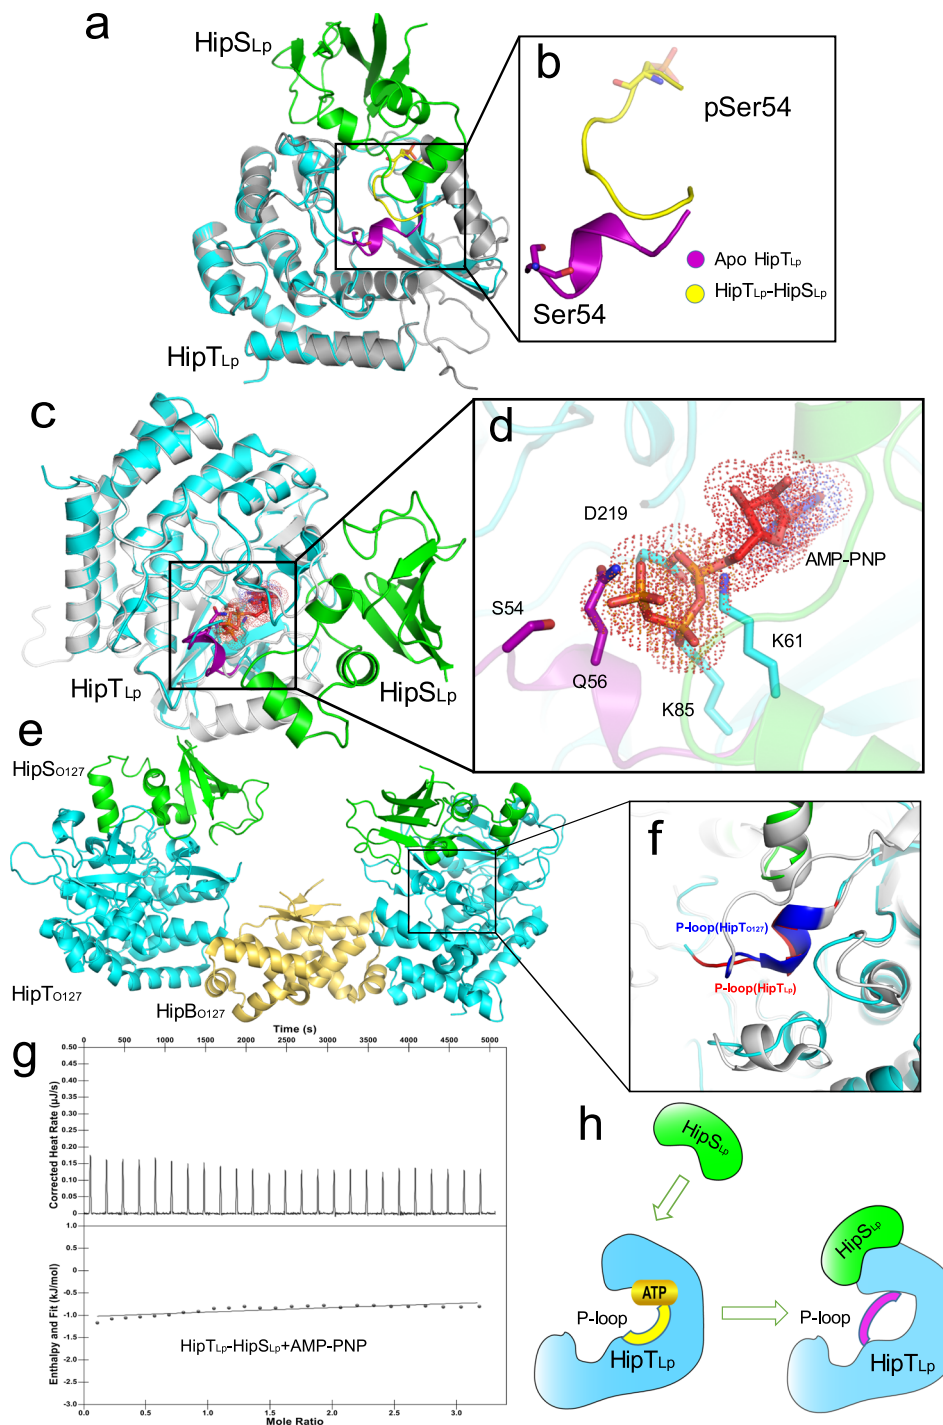 a
HipSLp
HipTLp
b
pSer54
Ser54
Apo HipTLp
HipTLp-HipSLp
c
HipTLp
HipSLp
d
D219
AMP-PNP
S54
Q56
K61
K85
e
HipSO127
HipTO127
HipBO127
f
P-loop(HipTO127)
P-loop(HipTLp)
g
Time (s)
0 500 1000 1500 2000 2500 3000 3500 4000 4500 5000
Corrected Heat Rate (μJ/s)
0.50
0.45
0.40
0.35
0.30
0.25
0.20
0.15
0.10
0.05
0
Enthalpy and Fit (kJ/mol)
1.0
0.5
0
-0.5
-1.0
-1.5
-2.0
-2.5
-3.0
HipTLp-HipSLp+AMP-PNP
0.0 0.5 1.0 1.5 2.0 2.5 3.0
Mole Ratio
h
HipSLp
ATP
P-loop
HipTLp
HipSLp
P-loop
HipTLp